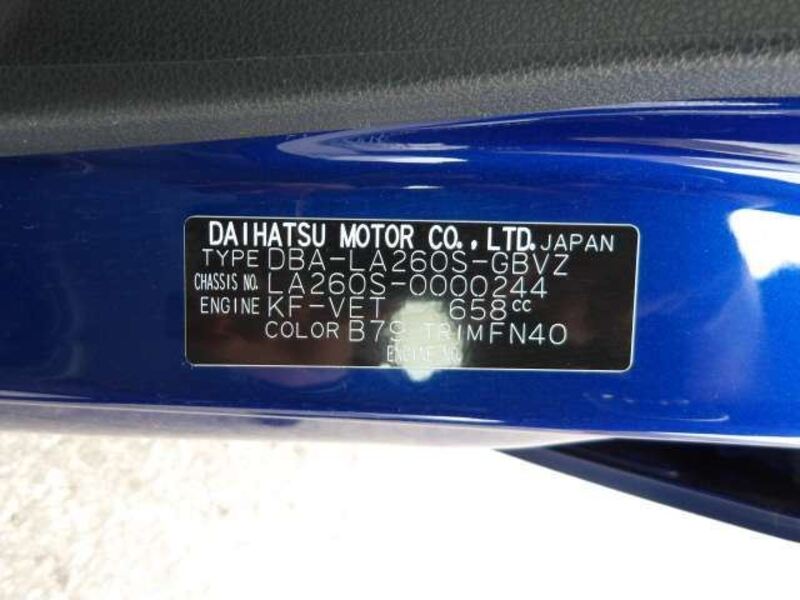 DAIHATSU MOTOR CO., LTD. JAPAN
TYPE DBA-LA260S-GBVZ
CHASSIS NO. LA260S-0000244
ENGINE KF-VET 658cc
COLOR B79 TRIM FN40
ENGINE NO.